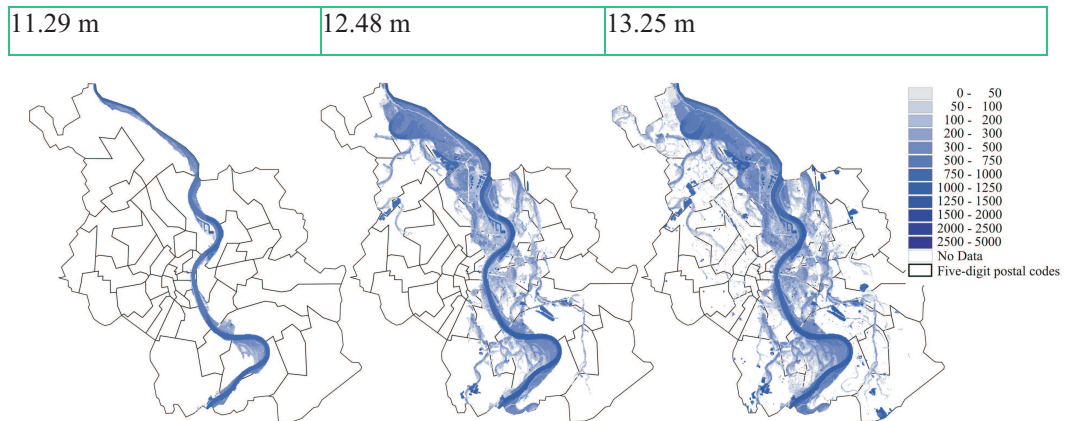 11.29 m
12.48 m
13.25 m
0 - 50
50 - 100
100 - 200
200 - 300
300 - 500
500 - 750
750 - 1000
1000 - 1250
1250 - 1500
1500 - 2000
2000 - 2500
2500 - 5000
No Data
Five-digit postal codes